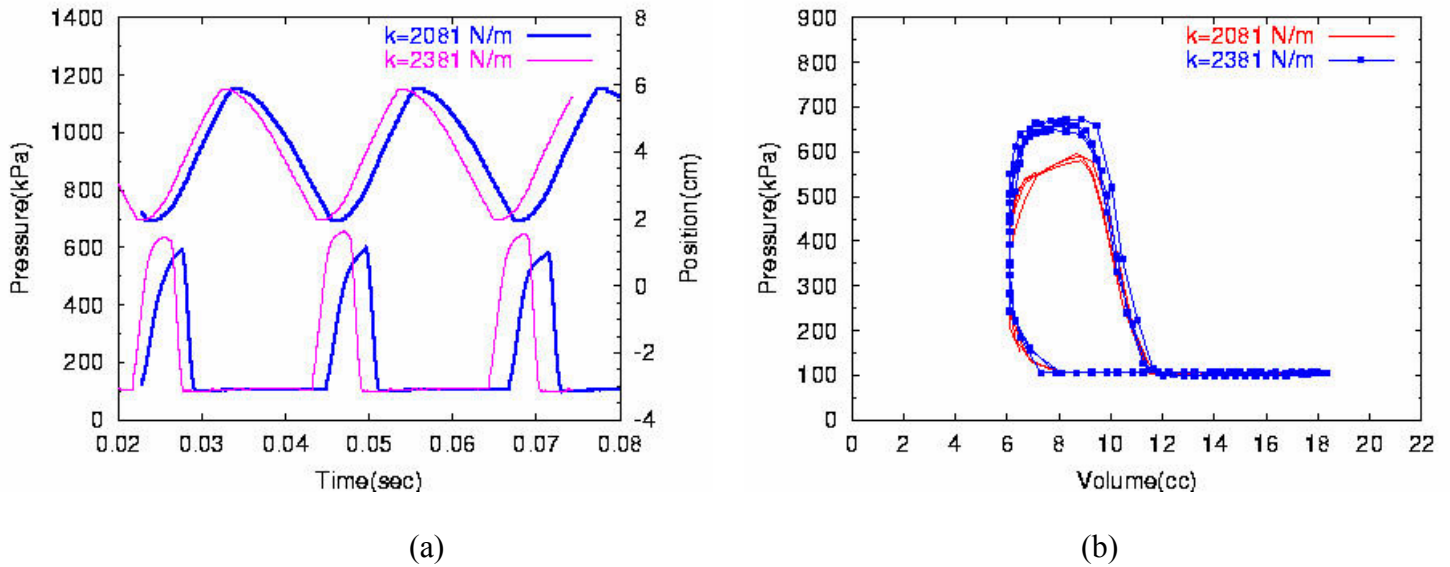 1400
1200
1000
800
600
400
200
0
Pressure(kPa)
8
6
4
2
0
-2
-4
Position(cm)
k=2081 N/m
k=2381 N/m
0.02 0.03 0.04 0.05 0.06 0.07 0.08
Time(sec)
(a)
900
800
700
600
500
400
300
200
100
0
Pressure(kPa)
k=2081 N/m
k=2381 N/m
0 2 4 6 8 10 12 14 16 18 20 22
Volume(cc)
(b)